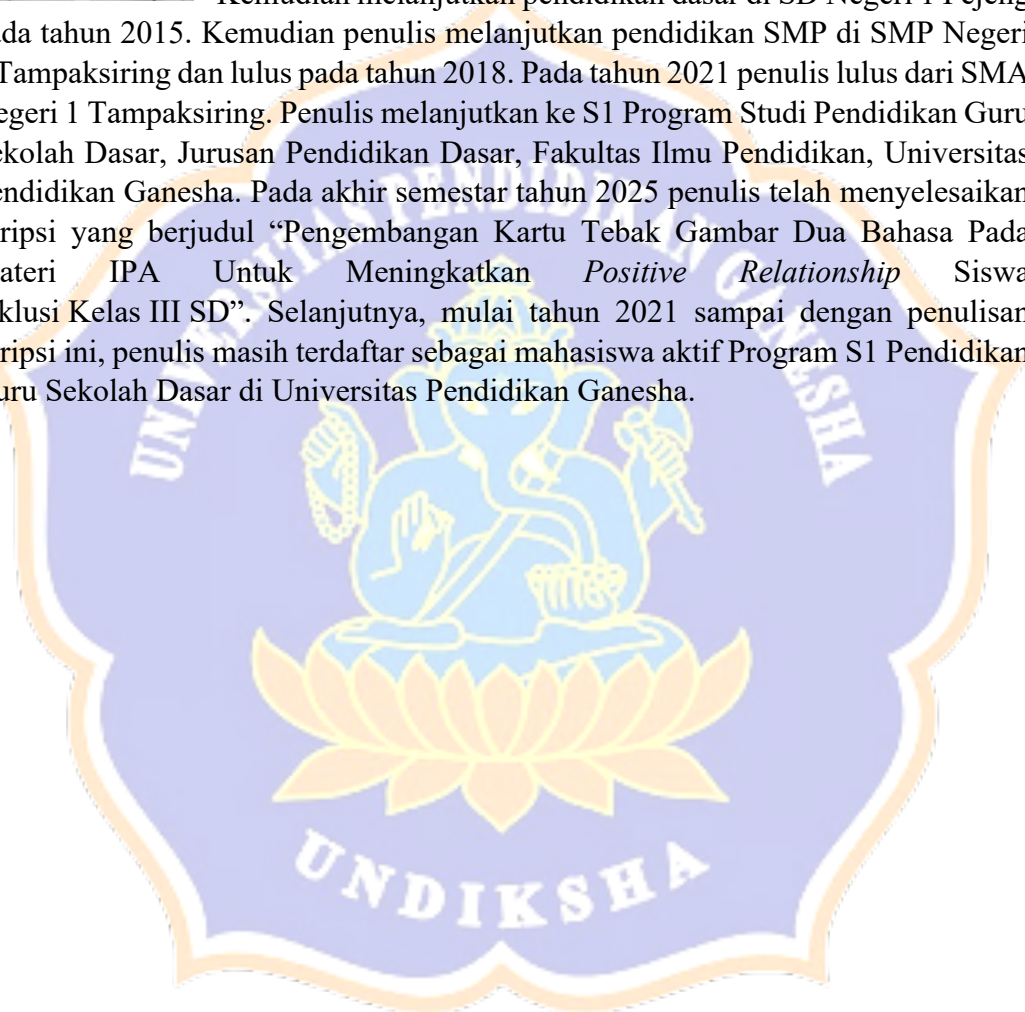 Kemudian melanjutkan pendidikan dasar di SD Negeri 1 Pejeng
ada tahun 2015. Kemudian penulis melanjutkan pendidikan SMP di SMP Negeri
Tampaksiring dan lulus pada tahun 2018. Pada tahun 2021 penulis lulus dari SMA
egeri 1 Tampaksiring. Penulis melanjutkan ke S1 Program Studi Pendidikan Guru
ekolah Dasar, Jurusan Pendidikan Dasar, Fakultas Ilmu Pendidikan, Universitas
endidikan Ganesha. Pada akhir semestar tahun 2025 penulis telah menyelesaikan
ripsi yang berjudul “Pengembangan Kartu Tebak Gambar Dua Bahasa Pada
ateri IPA Untuk Meningkatkan Positive Relationship Siswa
klusi Kelas III SD”. Selanjutnya, mulai tahun 2021 sampai dengan penulisan
ripsi ini, penulis masih terdaftar sebagai mahasiswa aktif Program S1 Pendidikan
uru Sekolah Dasar di Universitas Pendidikan Ganesha.
UNIVERSITAS PENDIDIKAN GANESHA
UNDIKSHA